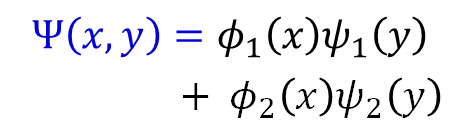 Ψ(x, y) = ϕ₁(x)ψ₁(y)
+ ϕ₂(x)ψ₂(y)